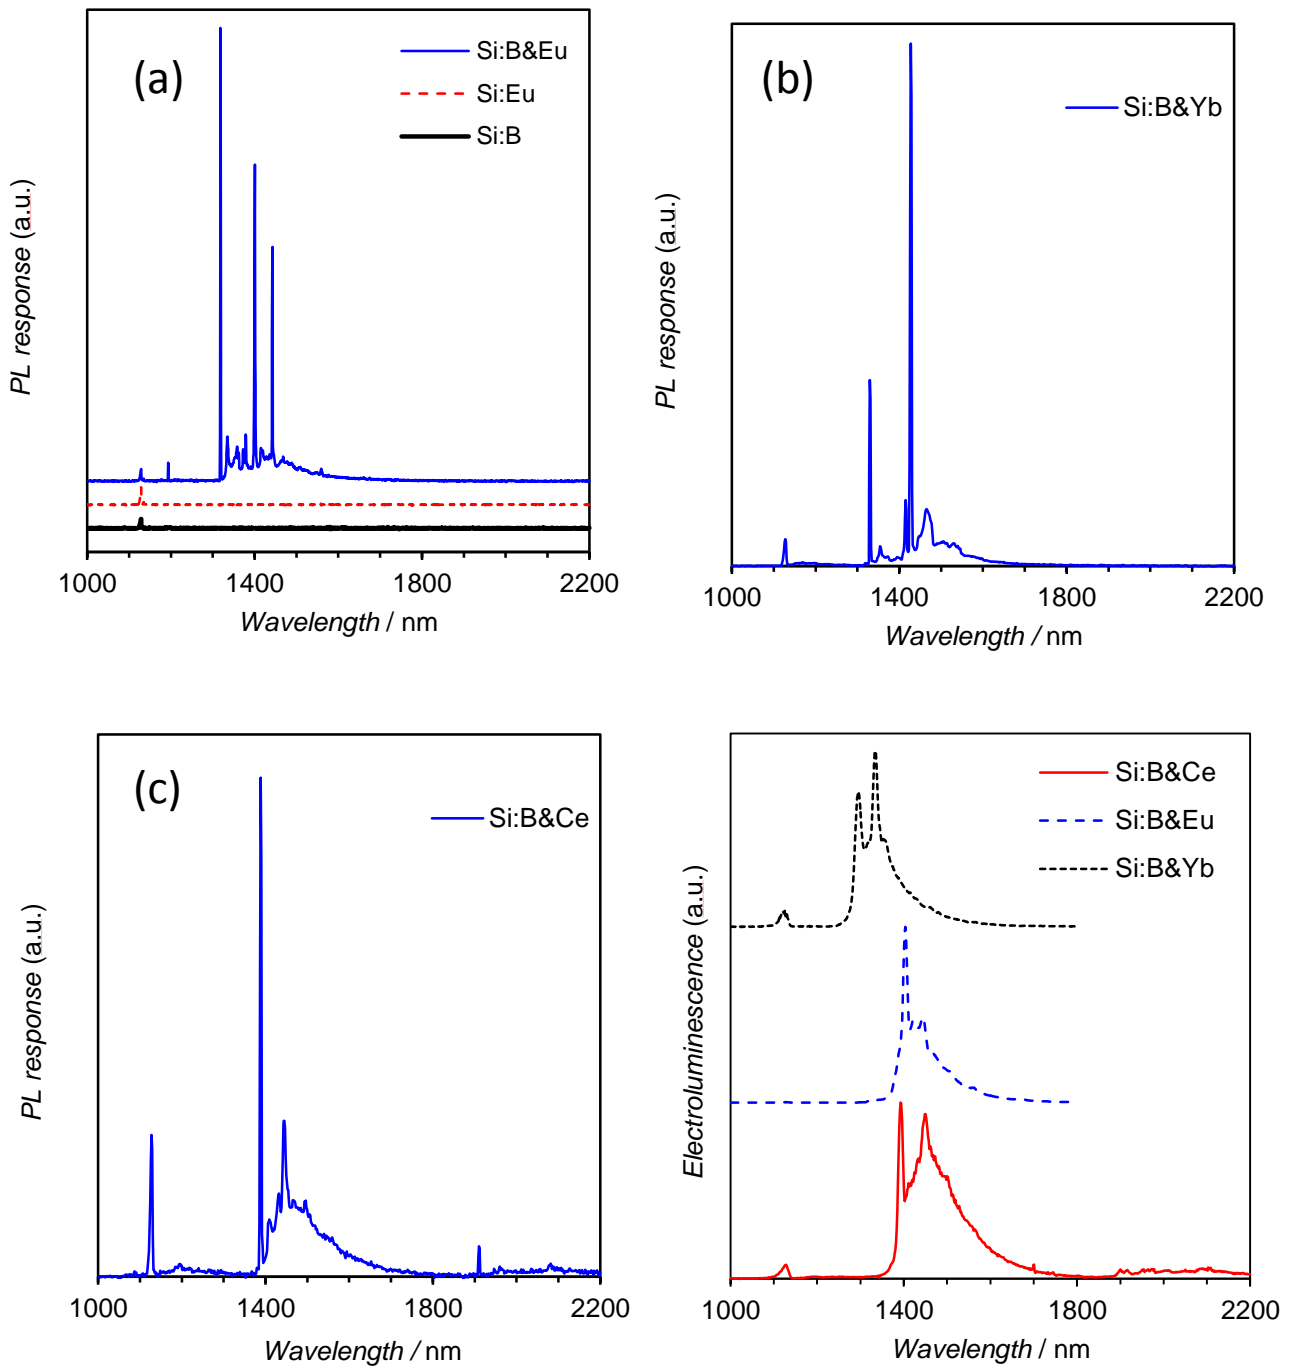 (a)
Si:B&Eu
Si:Eu
Si:B
PL response (a.u.)
1000 1400 1800 2200
Wavelength / nm
(b)
Si:B&Yb
PL response (a.u.)
1000 1400 1800 2200
Wavelength / nm
(c)
Si:B&Ce
PL response (a.u.)
1000 1400 1800 2200
Wavelength / nm
Si:B&Ce
Si:B&Eu
Si:B&Yb
Electroluminescence (a.u.)
1000 1400 1800 2200
Wavelength / nm